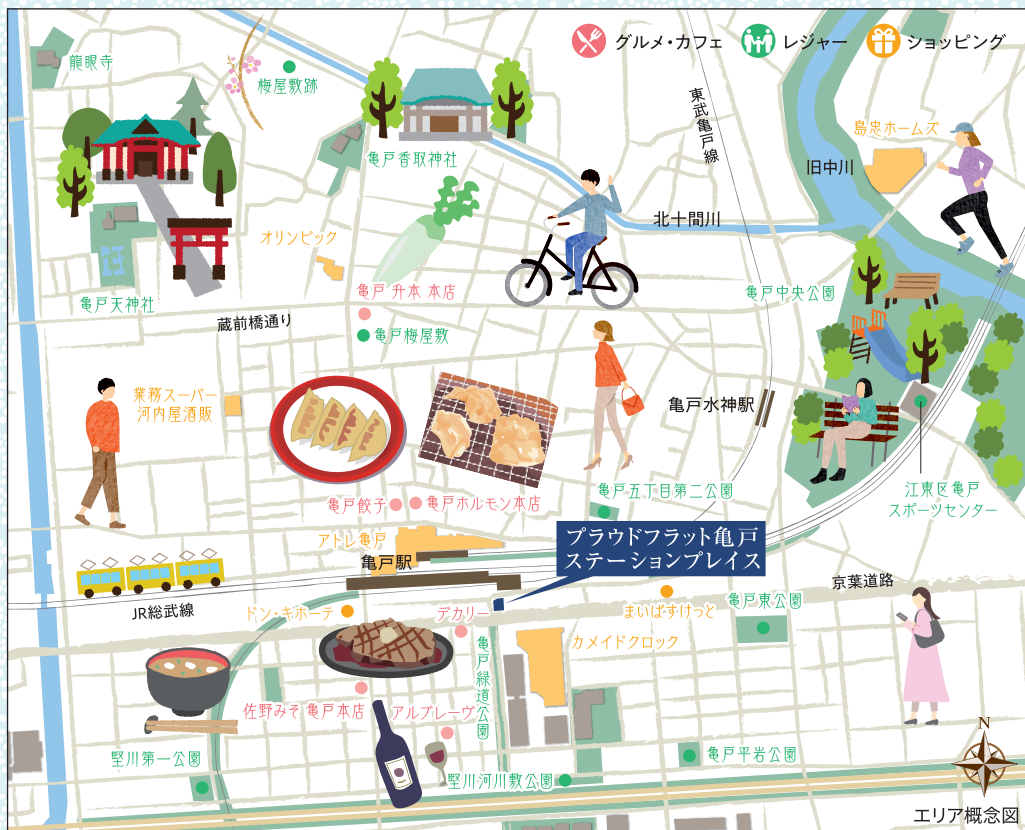 グルメ・カフェ
レジャー
ショッピング
龍眼寺
梅屋敷跡
亀戸香取神社
東武亀戸線
島忠ホームズ
旧中川
北十間川
オリンピック
亀戸天神社
亀戸 升本 本店
亀戸中央公園
蔵前橋通り
亀戸梅屋敷
業務スーパー
河内屋酒販
亀戸水神駅
亀戸餃子
亀戸ホルモン本店
亀戸五丁目第二公園
江東区亀戸
スポーツセンター
アトレ亀戸
亀戸駅
プラウドフラット亀戸
ステーションプレイス
JR総武線
ドン・キホーテ
デカリー
まいばすけっと
亀戸東公園
京葉道路
カメイドクロック
亀戸緑道公園
佐野みそ 亀戸本店
アルブレーヴ
竪川第一公園
竪川河川敷公園
亀戸平岩公園
N
エリア概念図